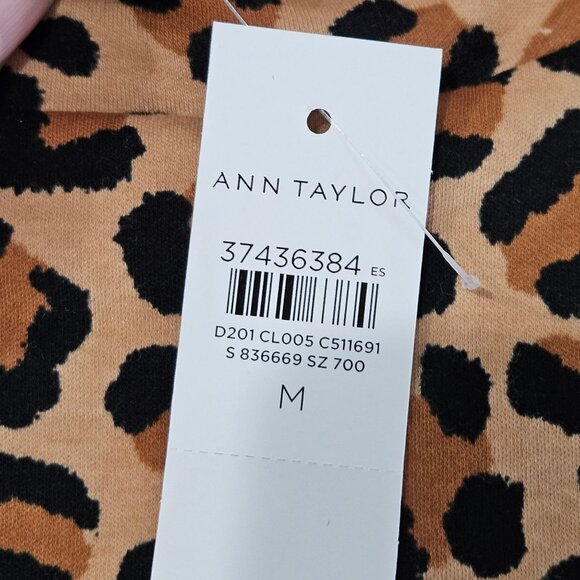 ANN TAYLOR
37436384 ES
D201 CL005 C511691
S 836669 SZ 700
M